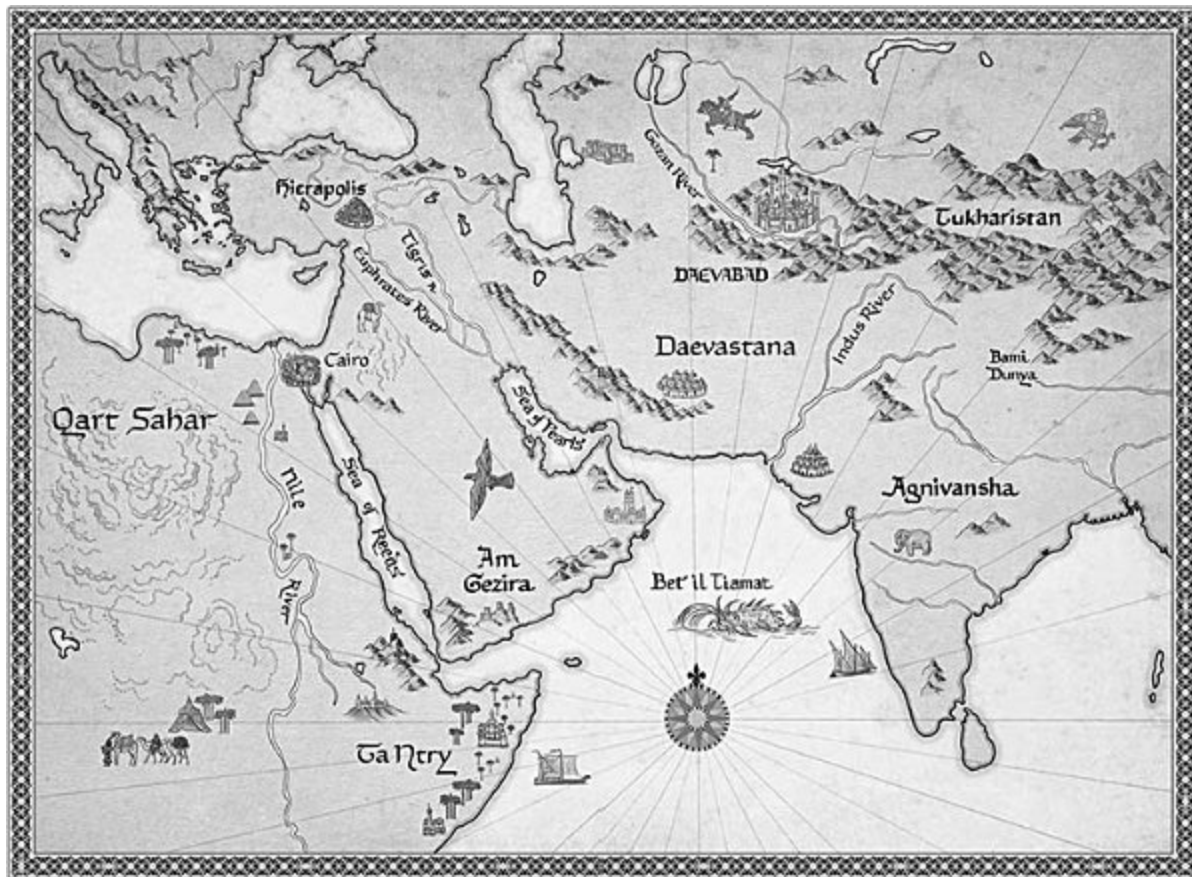 Hierapolis
Gozan River
Tukharistan
Tigris R.
Euphrates River
DAEVABAD
Indus River
Daevastana
Cairo
Bami
Dunya
Qart Sahar
Sea of Pearls
Nile
River
Sea of Reeds
Agnivansha
Am
Gezira
Bet' il Tiamat
Ta Ntry